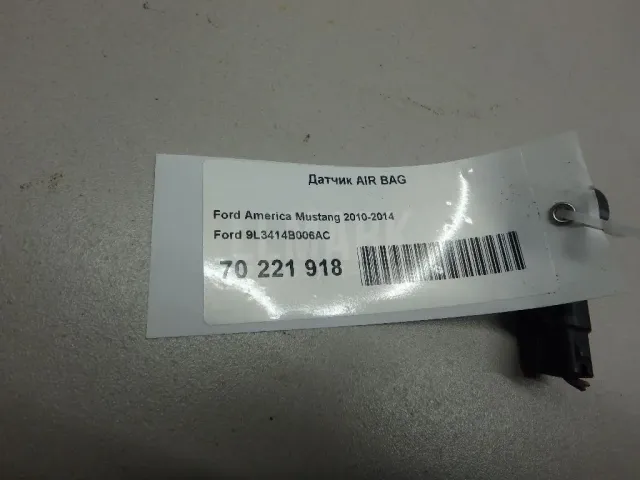 Датчик AIR BAG
Ford America Mustang 2010-2014
Ford 9L3414B006AC
70 221 918